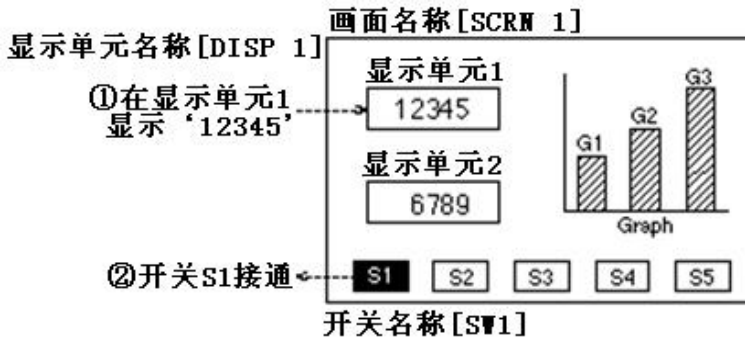 画面名称[SCRN 1]
显示单元名称[DISP 1]
显示单元1
①在显示单元1
显示‘12345’
12345
显示单元2
6789
G1
G2
G3
Graph
②开关S1接通
S1
S2
S3
S4
S5
开关名称[SW1]